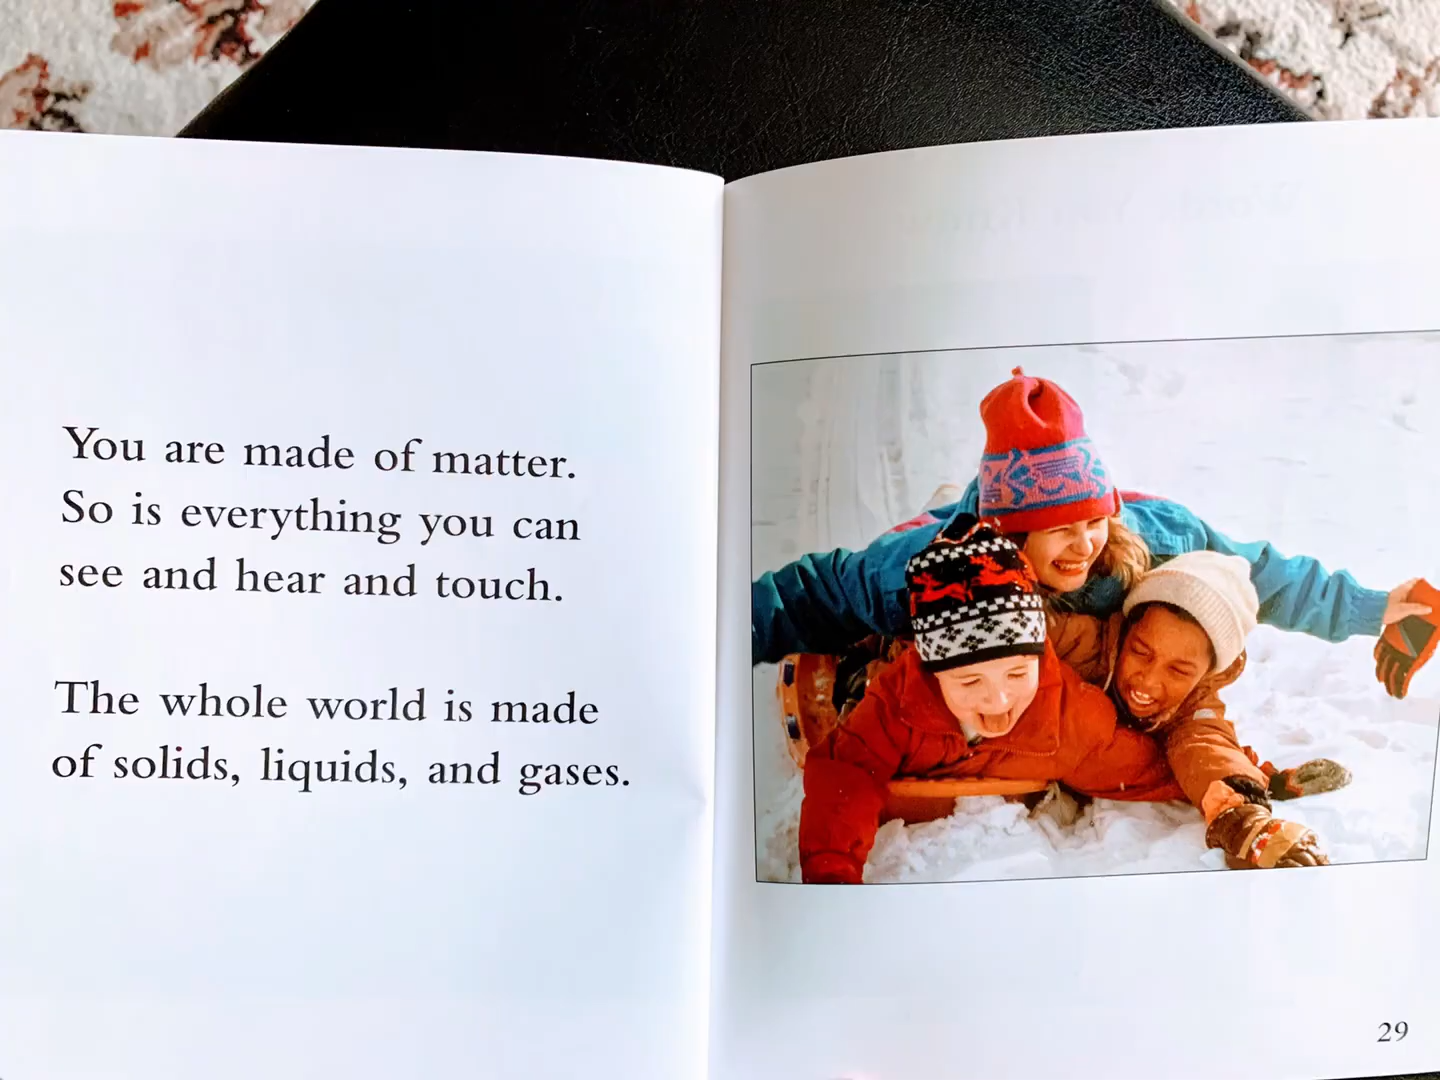 You are made of matter.
So is everything you can
see and hear and touch.
The whole world is made
of solids, liquids, and gases.
29